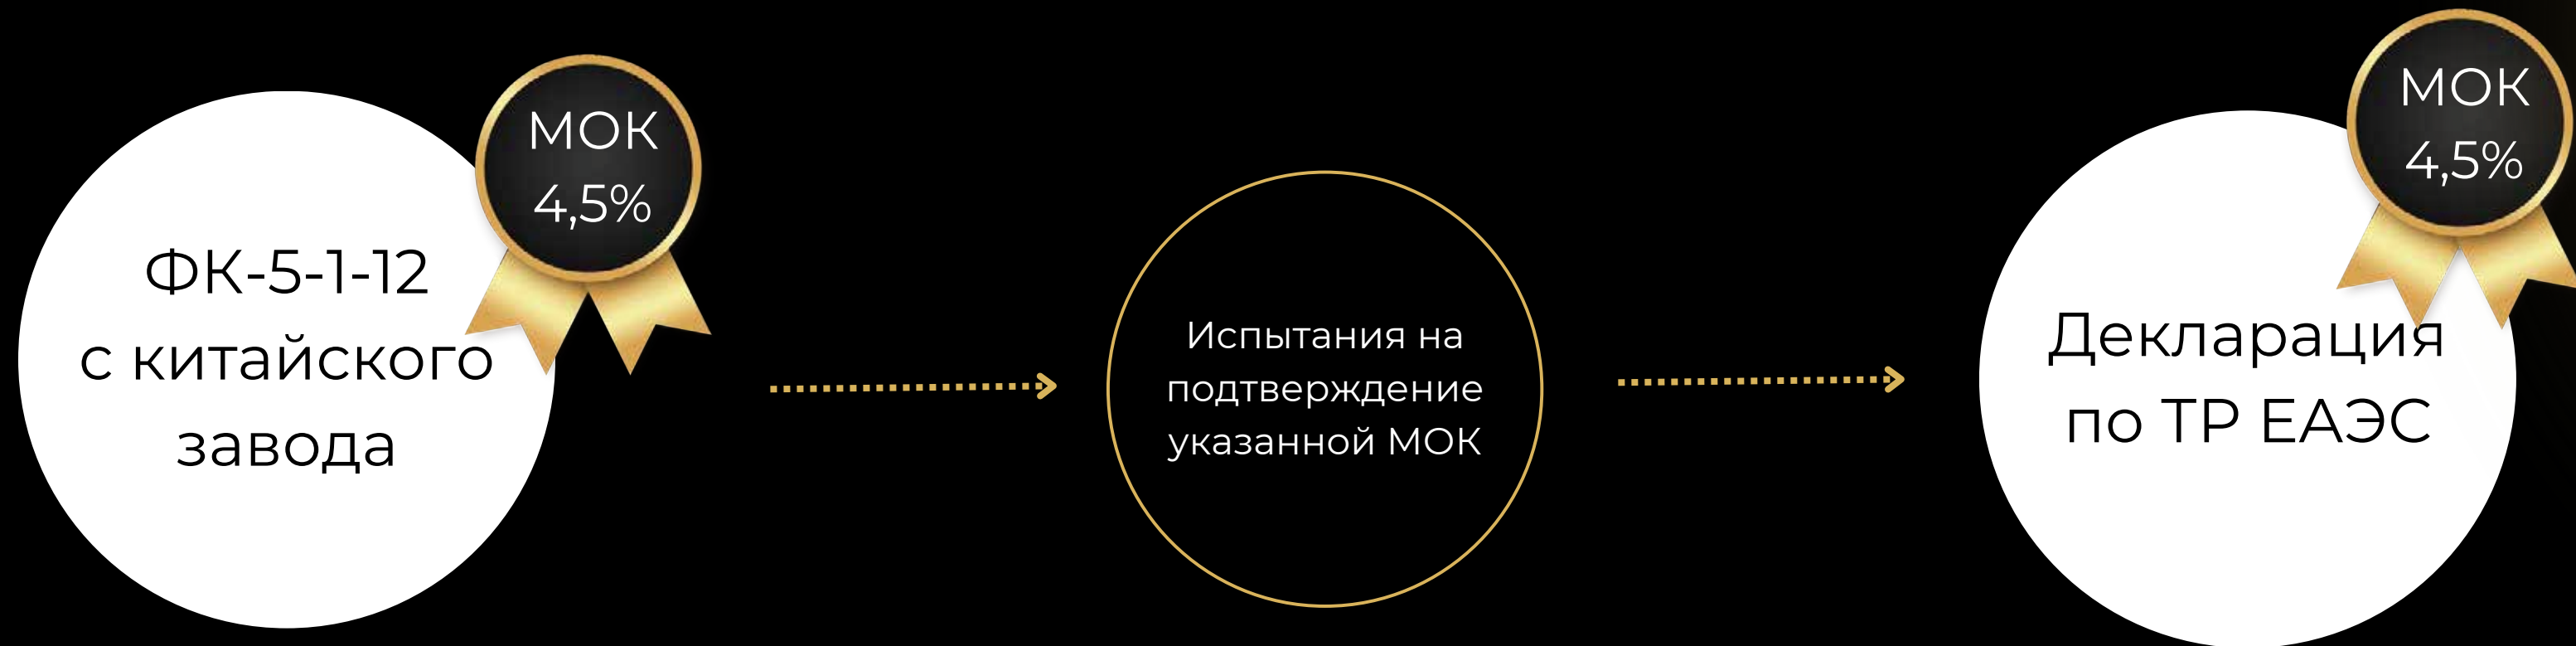 МОК
4,5%
ФК-5-1-12
с китайского
завода
Испытания на
подтверждение
указанной МОК
МОК
4,5%
Декларация
по ТР ЕАЭС